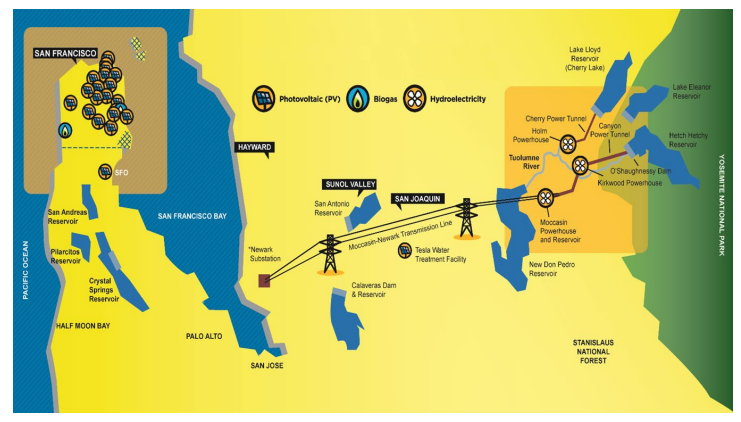 SAN FRANCISCO
Photovoltaic (PV)
Biogas
Hydroelectricity
Lake Lloyd
Reservoir
(Cherry Lake)
Lake Eleanor
Reservoir
Cherry Power Tunnel
Canyon
Power Tunnel
Holm
Powerhouse
Hetch Hetchy
Reservoir
HAYWARD
Tuolumne
River
O'Shaughnessy Dam
Kirkwood Powerhouse
SFO
SUNOL VALLEY
SAN JOAQUIN
San Antonio
Reservoir
YOSEMITE NATIONAL PARK
San Andreas
Reservoir
SAN FRANCISCO BAY
Moccasin-Newark Transmission Line
Moccasin
Powerhouse
and Reservoir
Pilarcitos
Reservoir
*Newark
Substation
Tesla Water
Treatment Facility
PACIFIC OCEAN
New Don Pedro
Reservoir
Crystal
Springs
Reservoir
Calaveras Dam
& Reservoir
HALF MOON BAY
PALO ALTO
SAN JOSE
STANISLAUS
NATIONAL
FOREST